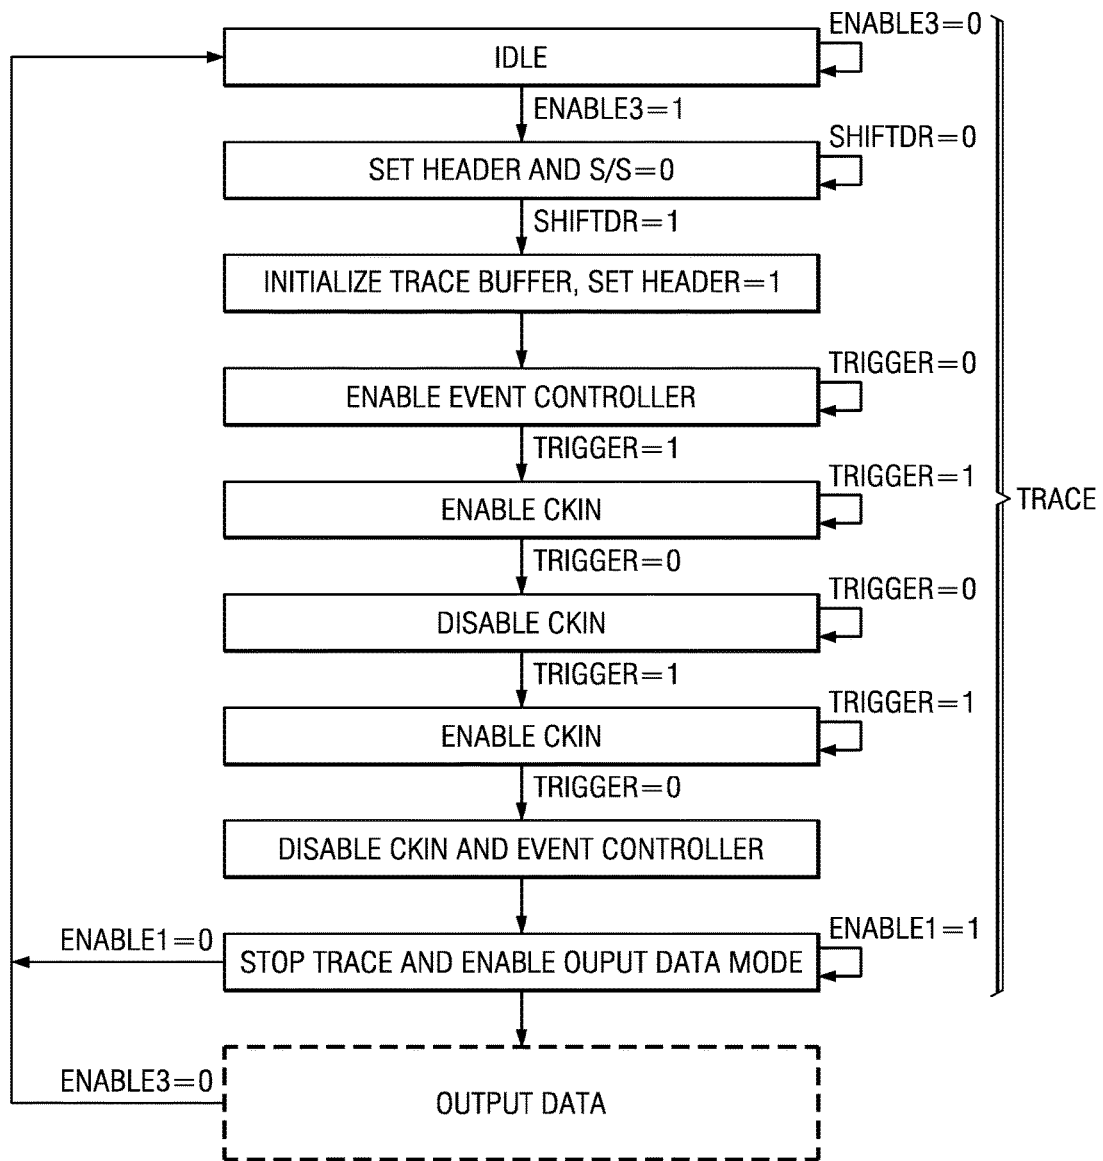 ENABLE3=0
IDLE
ENABLE3=1
SHIFTDR=0
SET HEADER AND S/S=0
SHIFTDR=1
INITIALIZE TRACE BUFFER, SET HEADER=1
TRIGGER=0
ENABLE EVENT CONTROLLER
TRIGGER=1
TRIGGER=1
ENABLE CKIN
TRACE
TRIGGER=0
TRIGGER=0
DISABLE CKIN
TRIGGER=1
TRIGGER=1
ENABLE CKIN
TRIGGER=0
DISABLE CKIN AND EVENT CONTROLLER
ENABLE1=0
ENABLE1=1
STOP TRACE AND ENABLE OUPUT DATA MODE
ENABLE3=0
OUTPUT DATA